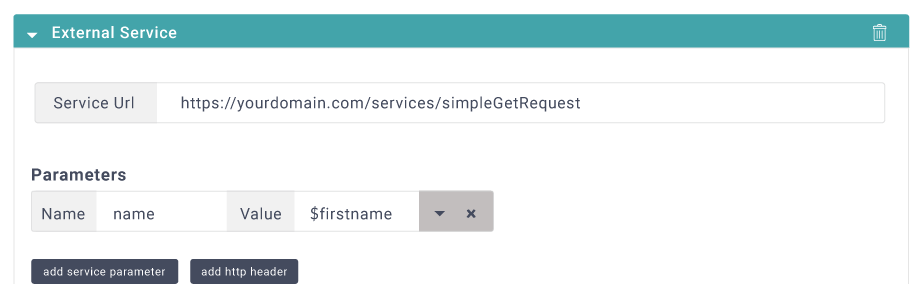 External Service
Service Url https://yourdomain.com/services/simpleGetRequest
Parameters
Name name Value $firstname
add service parameter add http header